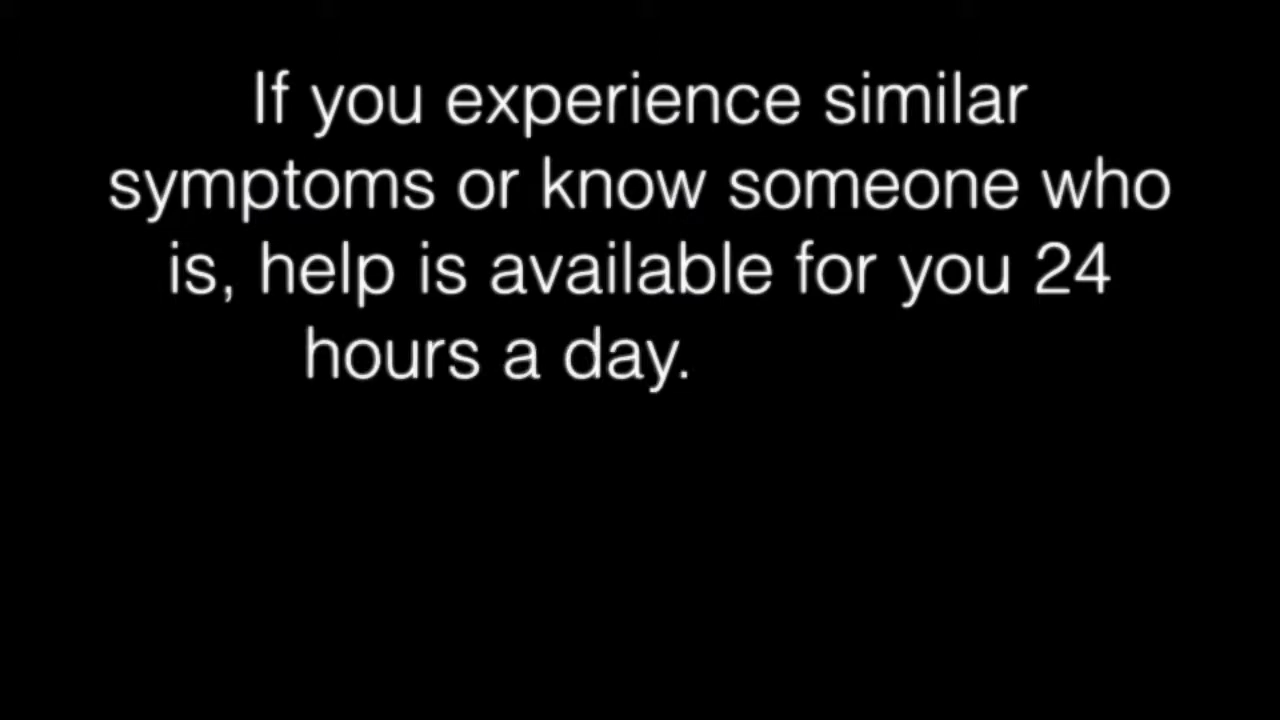 If you experience similar
symptoms or know someone who
is, help is available for you 24
hours a day.